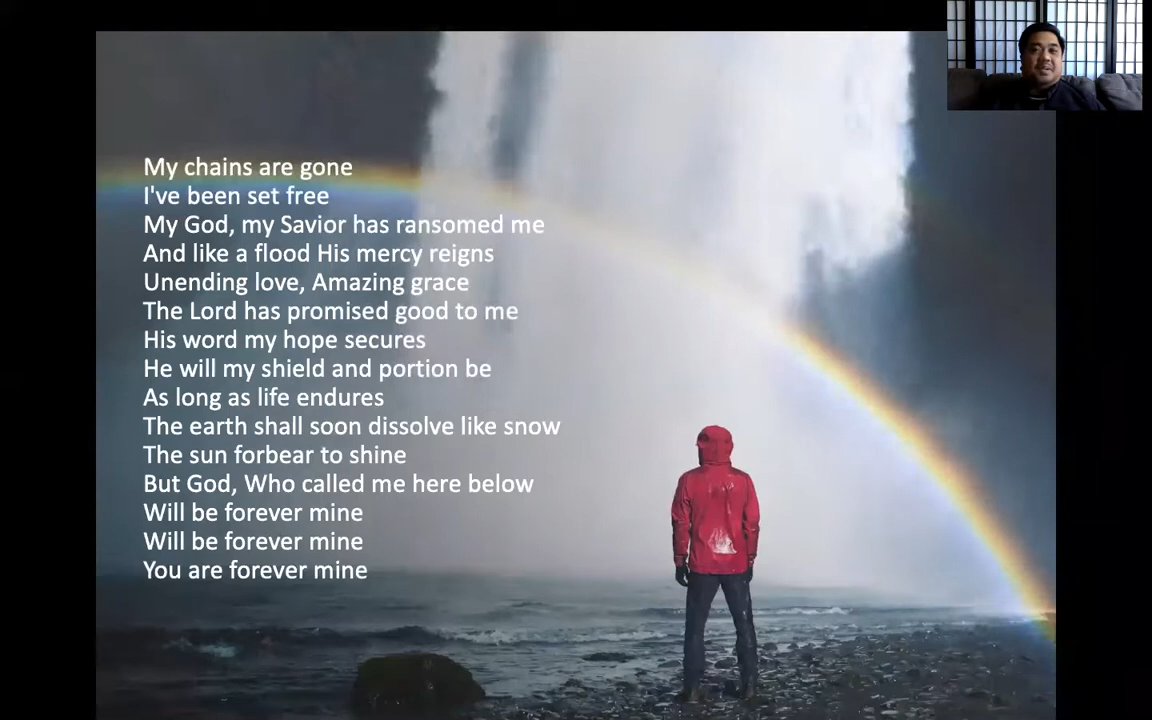 My chains are gone
I've been set free
My God, my Savior has ransomed me
And like a flood His mercy reigns
Unending love, Amazing grace
The Lord has promised good to me
His word my hope secures
He will my shield and portion be
As long as life endures
The earth shall soon dissolve like snow
The sun forbear to shine
But God, Who called me here below
Will be forever mine
Will be forever mine
You are forever mine